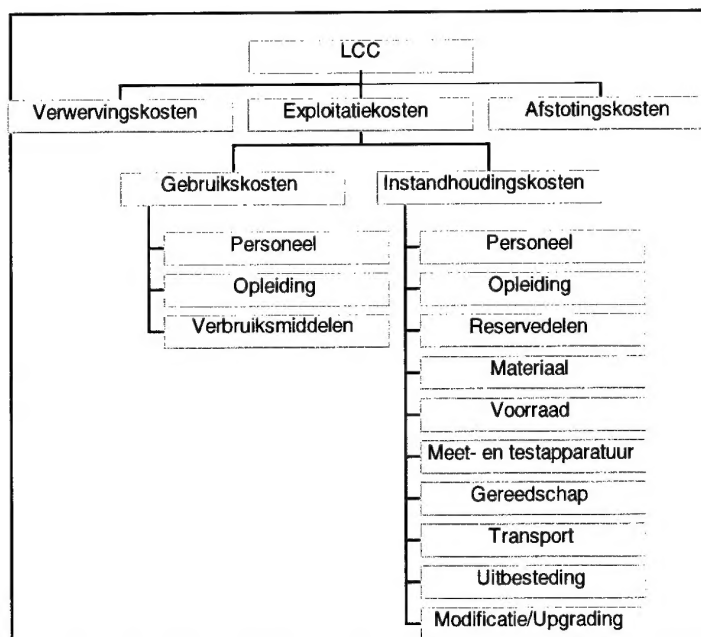 LCC
Verwervingskosten
Exploitatiekosten
Afstotingskosten
Gebruikskosten
Instandhoudingskosten
Personeel
Opleiding
Verbruiksmiddelen
Personeel
Opleiding
Reservedelen
Materiaal
Voorraad
Meet- en testapparatuur
Gereedschap
Transport
Uitbesteding
Modificatie/Upgrading